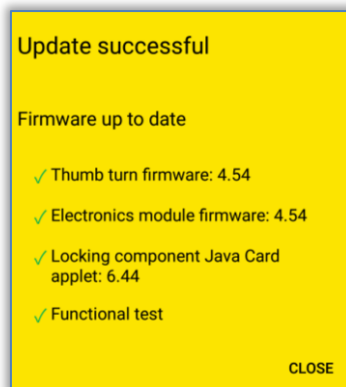 Update successful
Firmware up to date
✓ Thumb turn firmware: 4.54
✓ Electronics module firmware: 4.54
✓ Locking component Java Card
applet: 6.44
✓ Functional test
CLOSE